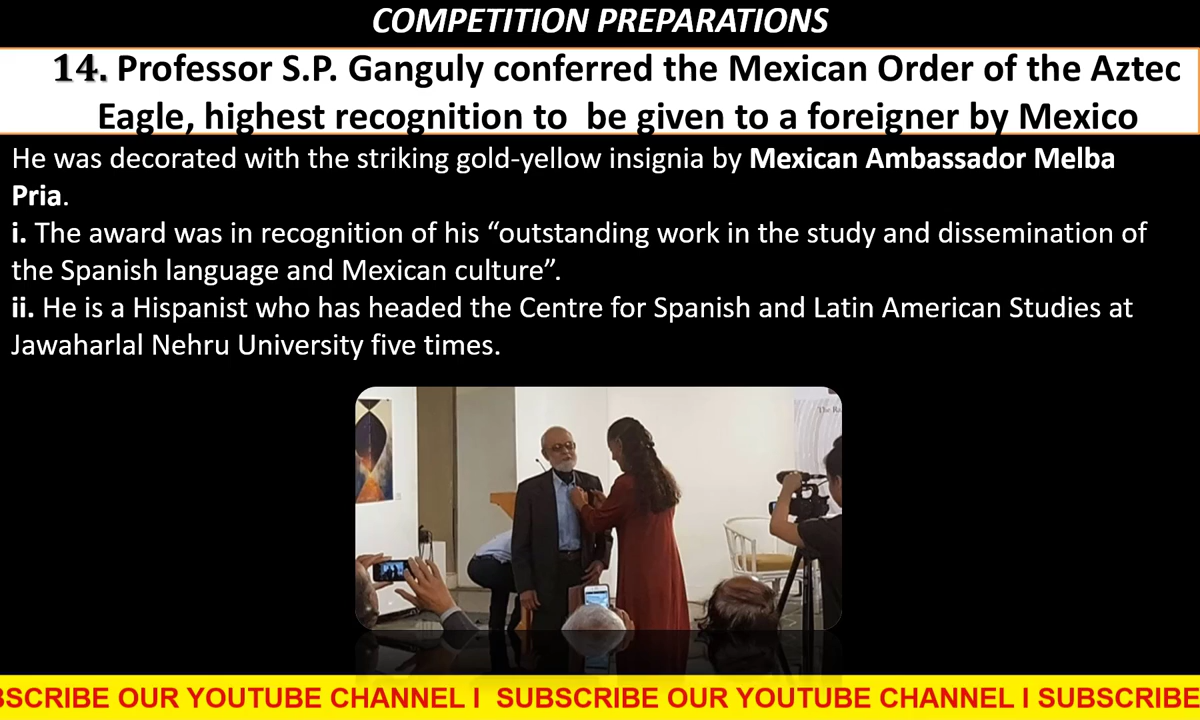 COMPETITION PREPARATIONS
14. Professor S.P. Ganguly conferred the Mexican Order of the Aztec
Eagle, highest recognition to be given to a foreigner by Mexico
He was decorated with the striking gold-yellow insignia by Mexican Ambassador Melba
Pria.
i. The award was in recognition of his “outstanding work in the study and dissemination of
the Spanish language and Mexican culture”.
ii. He is a Hispanist who has headed the Centre for Spanish and Latin American Studies at
Jawaharlal Nehru University five times.
The
BSCRIBE OUR YOUTUBE CHANNEL I SUBSCRIBE OUR YOUTUBE CHANNEL I SUBSCRIBE